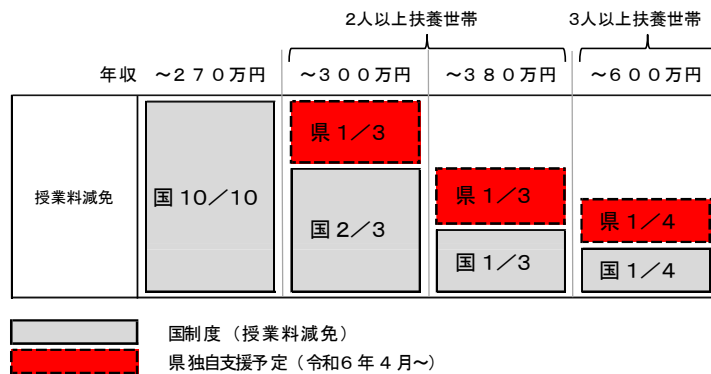 2人以上扶養世帯 3人以上扶養世帯
年収 ～２７０万円 ～３００万円 ～３８０万円 ～６００万円
県１／３
国10／10 県１／３
授業料減免 県１／４
国２／３
国１／３ 国１／４
国制度（授業料減免）
県独自支援予定（令和６年４月～）